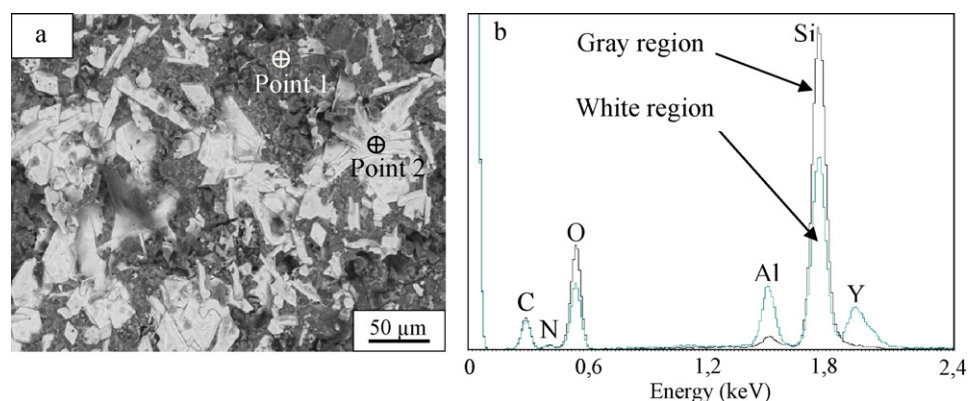 a
Point 1
Point 2
50 µm
b
Gray region
White region
Si
O
C
N
Al
Y
0
0,6
1,2
1,8
2,4
Energy (keV)